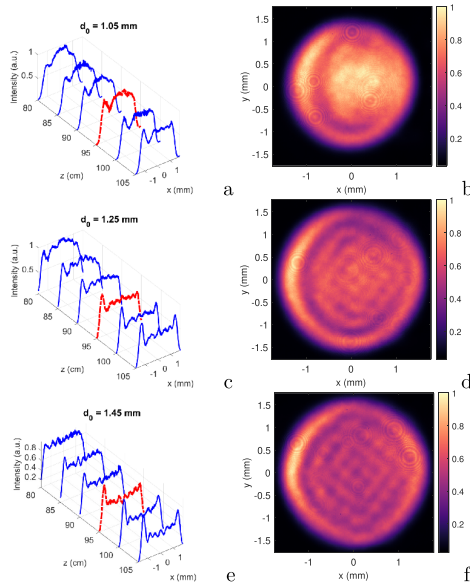 d0 = 1.05 mm
Intensity (a.u.)
1
0.5
80
85
90
95
100
105
z (cm)
-1 0 1
x (mm)
a
1.5
1
0.5
0
-0.5
-1
-1.5
y (mm)
-1 0 1
x (mm)
1
0.8
0.6
0.4
0.2
b
d0 = 1.25 mm
Intensity (a.u.)
1
0.5
80
85
90
95
100
105
z (cm)
-1 0 1
x (mm)
c
1.5
1
0.5
0
-0.5
-1
-1.5
y (mm)
-1 0 1
x (mm)
1
0.8
0.6
0.4
0.2
d
d0 = 1.45 mm
Intensity (a.u.)
0.8
0.6
0.4
0.2
80
85
90
95
100
105
z (cm)
-1 0 1
x (mm)
e
1.5
1
0.5
0
-0.5
-1
-1.5
y (mm)
-1 0 1
x (mm)
1
0.8
0.6
0.4
0.2
f